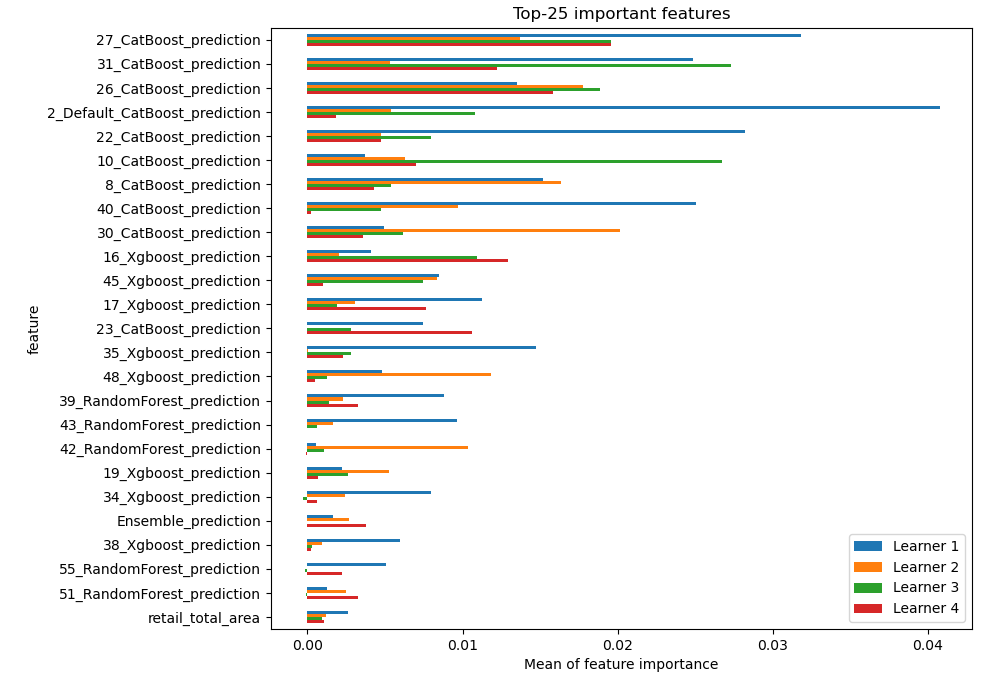 Top-25 important features
27_CatBoost_prediction
31_CatBoost_prediction
26_CatBoost_prediction
2_Default_CatBoost_prediction
22_CatBoost_prediction
10_CatBoost_prediction
8_CatBoost_prediction
40_CatBoost_prediction
30_CatBoost_prediction
16_Xgboost_prediction
45_Xgboost_prediction
17_Xgboost_prediction
23_CatBoost_prediction
35_Xgboost_prediction
48_Xgboost_prediction
39_RandomForest_prediction
43_RandomForest_prediction
42_RandomForest_prediction
19_Xgboost_prediction
34_Xgboost_prediction
Ensemble_prediction
38_Xgboost_prediction
55_RandomForest_prediction
51_RandomForest_prediction
retail_total_area
feature
Learner 1
Learner 2
Learner 3
Learner 4
0.00 0.01 0.02 0.03 0.04
Mean of feature importance